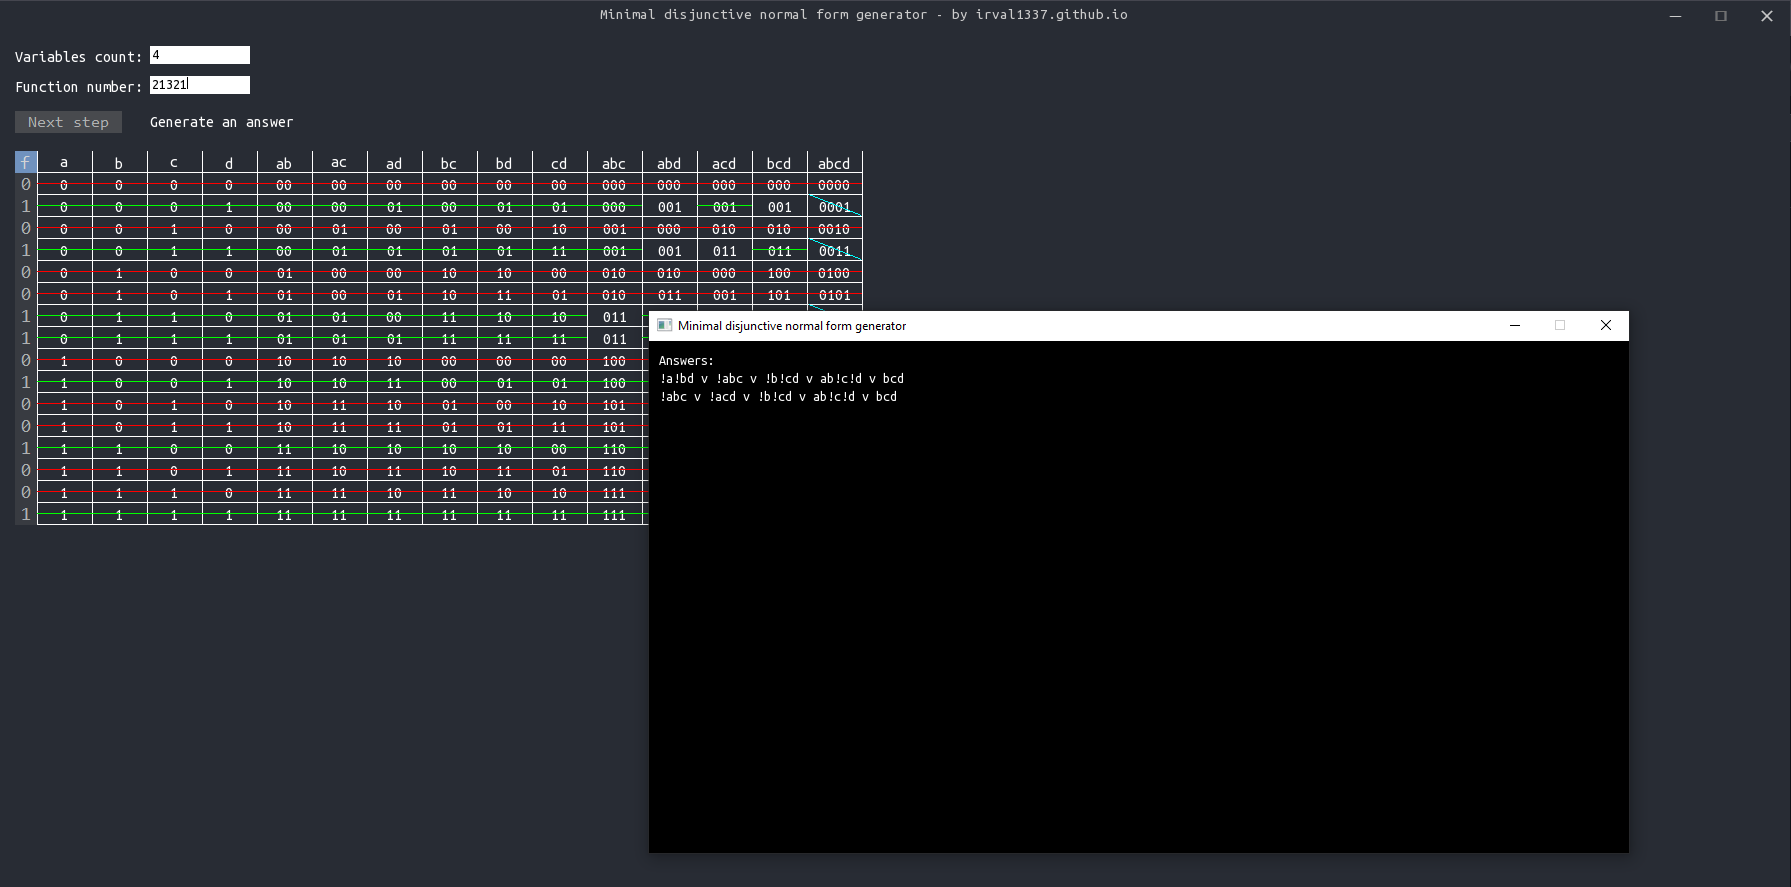 Minimal disjunctive normal form generator - by irval1337.github.io
Variables count: 4
Function number: 21321
Next step Generate an answer
f a b c d ab ac ad bc bd cd abc abd acd bcd abcd
0 0 0 0 0 00 00 00 00 00 00 000 000 000 000 0000
1 0 0 0 1 00 00 01 00 01 01 000 001 001 001 0001
0 0 0 1 0 00 01 00 01 00 10 001 000 010 010 0010
1 0 0 1 1 00 01 01 01 01 11 001 001 011 011 0011
0 0 1 0 0 01 00 00 10 10 00 010 010 000 100 0100
0 0 1 0 1 01 00 01 10 11 01 010 011 001 101 0101
1 0 1 1 0 01 01 00 11 10 10 011
1 0 1 1 1 01 01 01 11 11 11 011
0 1 0 0 0 10 10 10 00 00 00 100
1 1 0 0 1 10 10 11 00 01 01 100
0 1 0 1 0 10 11 10 01 00 10 101
0 1 0 1 1 10 11 11 01 01 11 101
1 1 1 0 0 11 10 10 10 10 00 110
0 1 1 0 1 11 10 11 10 11 01 110
0 1 1 1 0 11 11 10 11 10 10 111
1 1 1 1 1 11 11 11 11 11 11 111
Minimal disjunctive normal form generator
Answers:
!a!bd v !abc v !b!cd v ab!c!d v bcd
!abc v !acd v !b!cd v ab!c!d v bcd